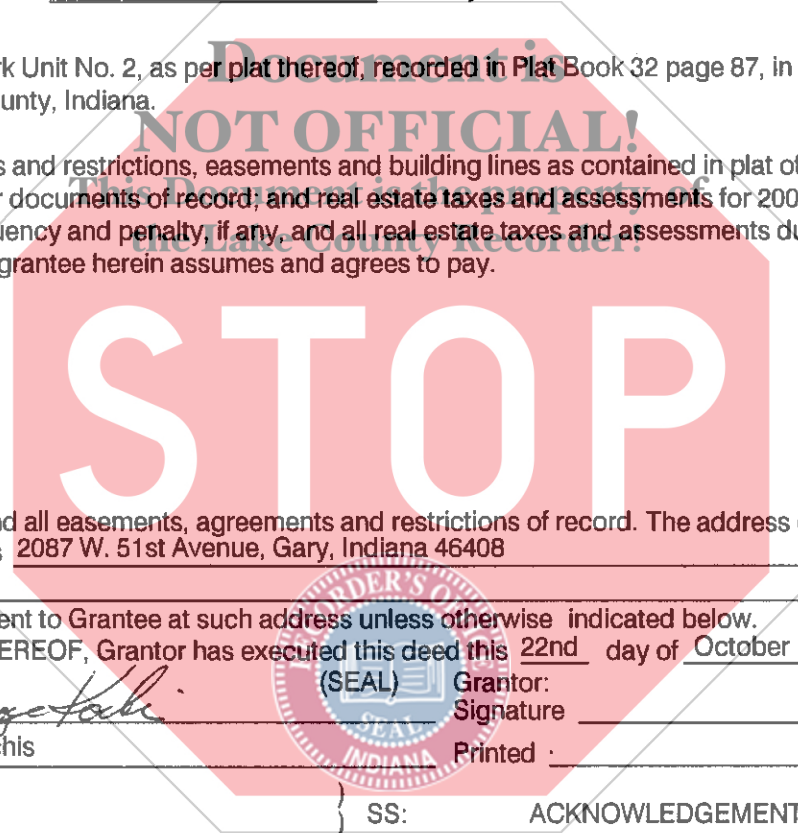 Document is
rk Unit No. 2, as per plat thereof, recorded in Plat Book 32 page 87, in
unty, Indiana.
NOT OFFICIAL!
s and restrictions, easements and building lines as contained in plat of
This Document is the property of
r documents of record; and real estate taxes and assessments for 200
uency and penalty, if any, and all real estate taxes and assessments du
the Lake County Recorder!
grantee herein assumes and agrees to pay.
STOP
nd all easements, agreements and restrictions of record. The address
s 2087 W. 51st Avenue, Gary, Indiana 46408
ent to Grantee at such address unless otherwise indicated below.
EREOF, Grantor has executed this deed this 22nd day of October
(SEAL) Grantor:
Signature
his Printed
RECORDER'S OFFICE
SEAL
INDIANA
SS: ACKNOWLEDGEMENT